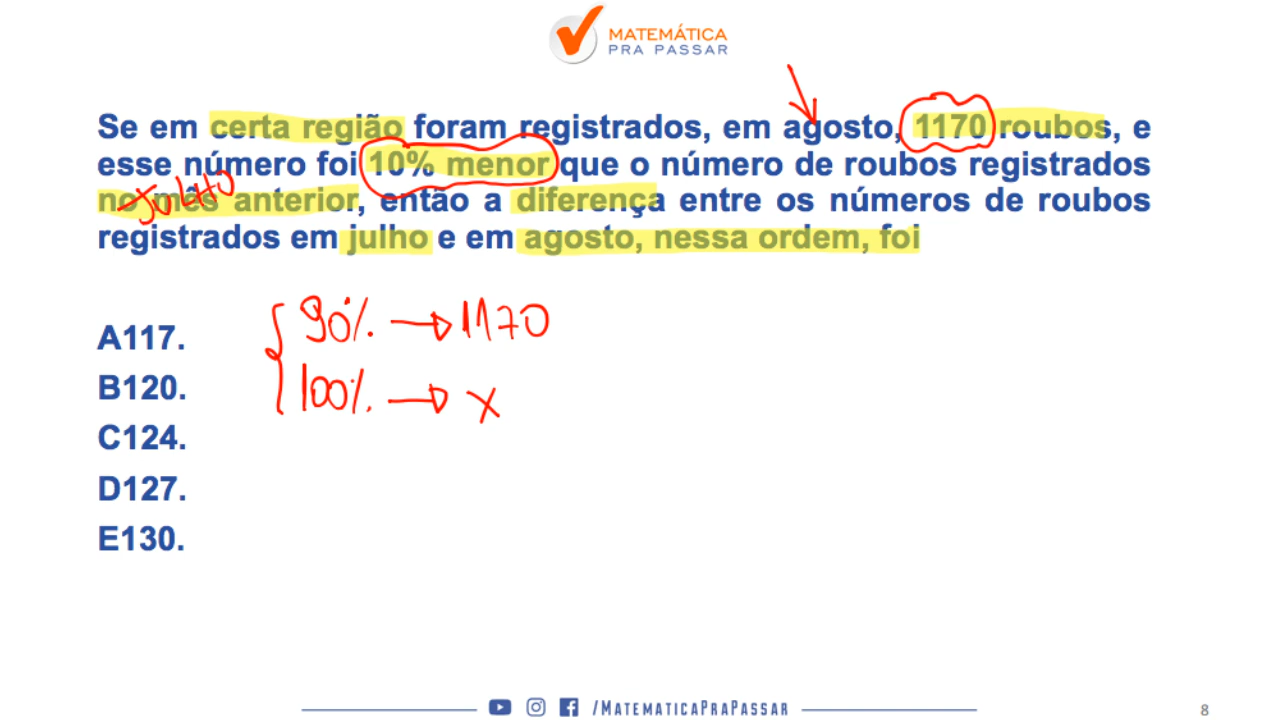 MATEMÁTICA
PRA PASSAR
Se em certa região foram registrados, em agosto, 1170 roubos, e
esse número foi 10% menor que o número de roubos registrados
JULHO
no mês anterior, então a diferença entre os números de roubos
registrados em julho e em agosto, nessa ordem, foi
90% → 1170
A117.
100% → x
B120.
C124.
D127.
E130.
/MATEMATICAPRAPASSAR
8